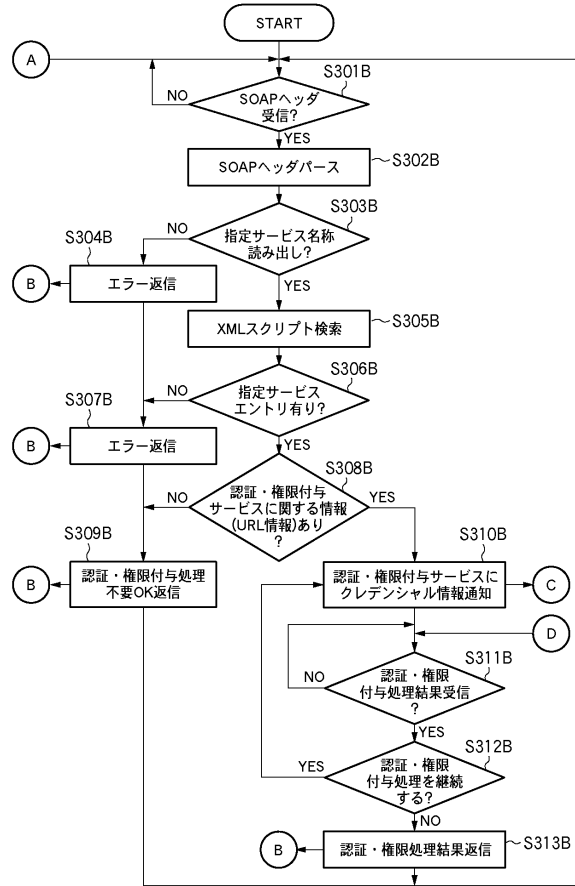 START
A
S301B
SOAPヘッダ
受信?
NO
YES
SOAPヘッダパース
S302B
S303B
指定サービス名称
読み出し?
NO
YES
S304B
B
エラー返信
XMLスクリプト検索
S305B
S306B
指定サービス
エントリ有り?
NO
YES
S307B
B
エラー返信
S308B
認証・権限付与
サービスに関する情報
(URL情報)あり
?
NO
YES
S309B
B
認証・権限付与処理
不要OK返信
S310B
認証・権限付与サービスに
クレデンシャル情報通知
C
D
S311B
認証・権限
付与処理結果受信
?
NO
YES
S312B
認証・権限
付与処理を継続
する?
YES
NO
B
認証・権限処理結果返信
S313B